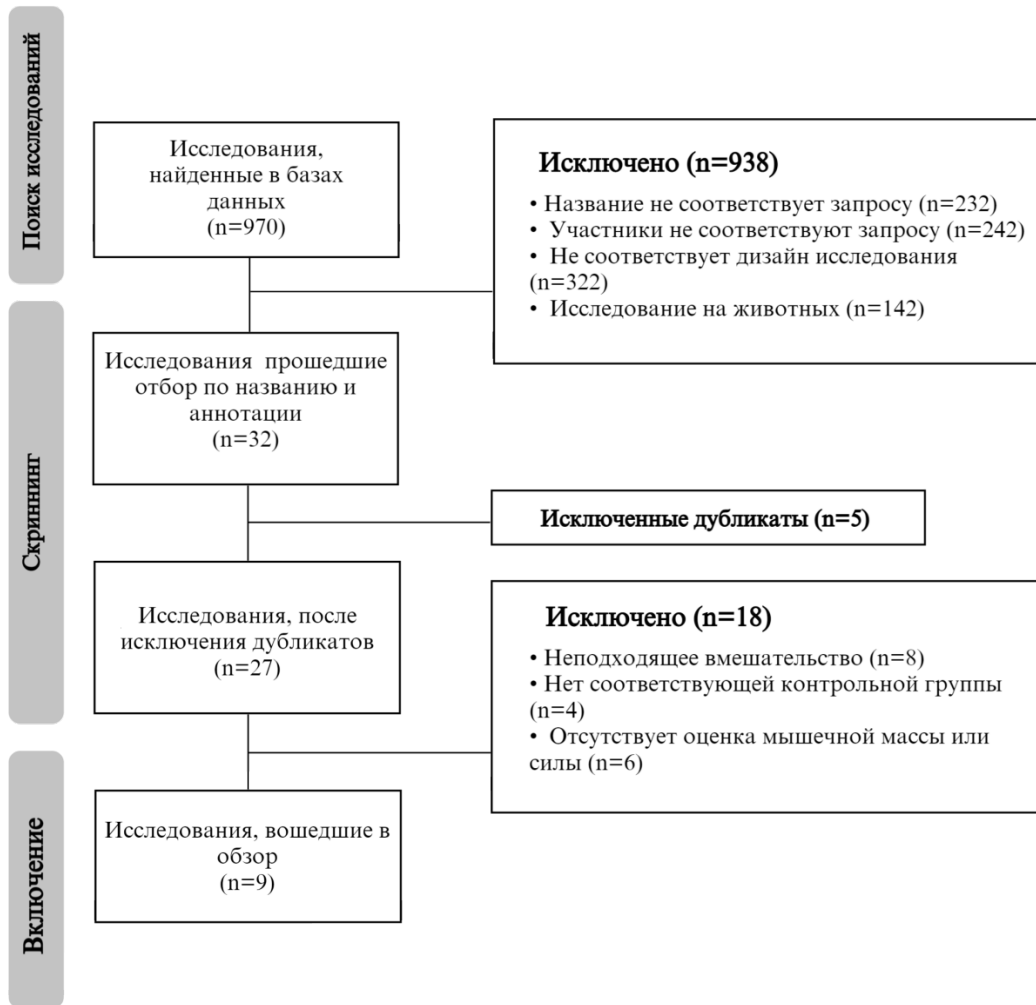 Поиск исследований
Исследования,
найденные в базах
данных
(n=970)
Исключено (n=938)
• Название не соответствует запросу (n=232)
• Участники не соответствуют запросу (n=242)
• Не соответствует дизайн исследования
(n=322)
• Исследование на животных (n=142)
Скрининг
Исследования прошедшие
отбор по названию и
аннотации
(n=32)
Исключенные дубликаты (n=5)
Исследования, после
исключения дубликатов
(n=27)
Исключено (n=18)
• Неподходящее вмешательство (n=8)
• Нет соответствующей контрольной группы
(n=4)
• Отсутствует оценка мышечной массы или
силы (n=6)
Включение
Исследования, вошедшие в
обзор
(n=9)